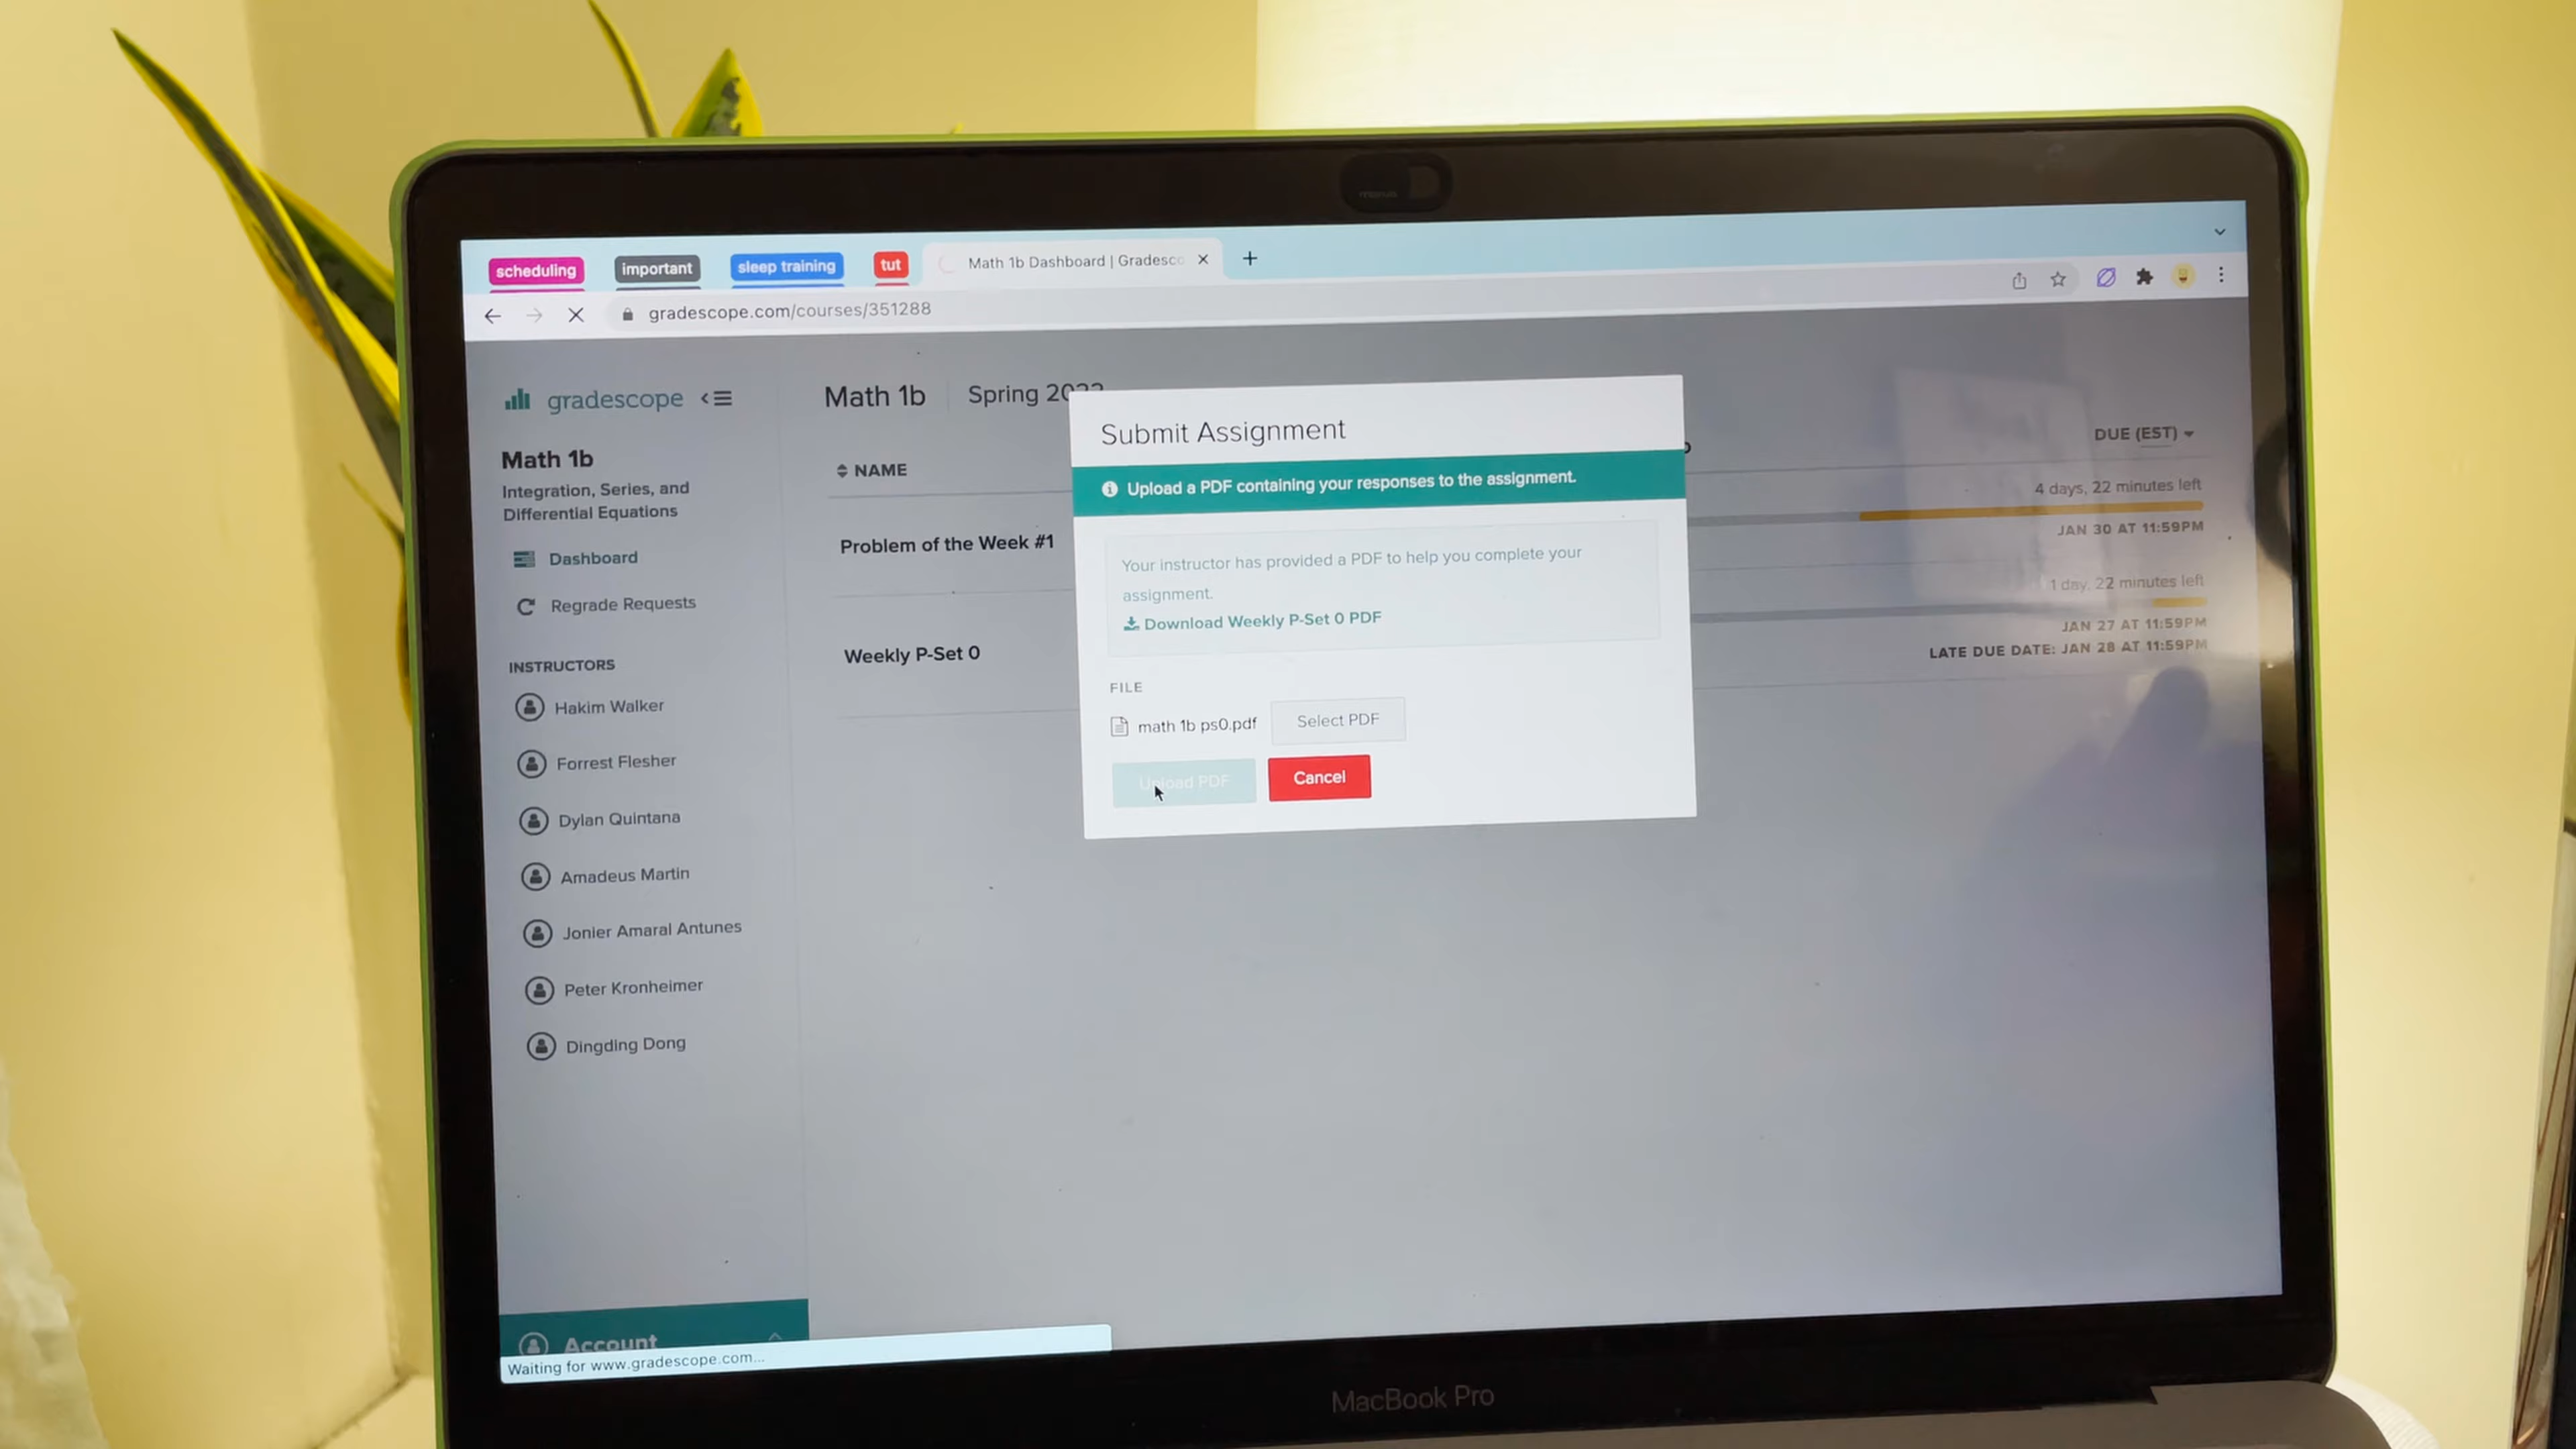 scheduling
important
sleep training
tut
Math 1b Dashboard | Gradesco
gradescope.com/courses/351288
gradescope
Math 1b
Integration, Series, and
Differential Equations
Dashboard
Regrade Requests
INSTRUCTORS
Hakim Walker
Forrest Flesher
Dylan Quintana
Amadeus Martin
Jonier Amaral Antunes
Peter Kronheimer
Dingding Dong
Account
Waiting for www.gradescope.com...
Math 1b
Spring
NAME
Problem of the Week #1
Weekly P-Set 0
Submit Assignment
Upload a PDF containing your responses to the assignment.
Your instructor has provided a PDF to help you complete your
assignment.
Download Weekly P-Set 0 PDF
FILE
math 1b ps0.pdf
Select PDF
Upload PDF
Cancel
DUE (EST)
4 days, 22 minutes left
JAN 30 AT 11:59PM
1 day, 22 minutes left
JAN 27 AT 11:59PM
LATE DUE DATE: JAN 28 AT 11:59PM
MacBook Pro